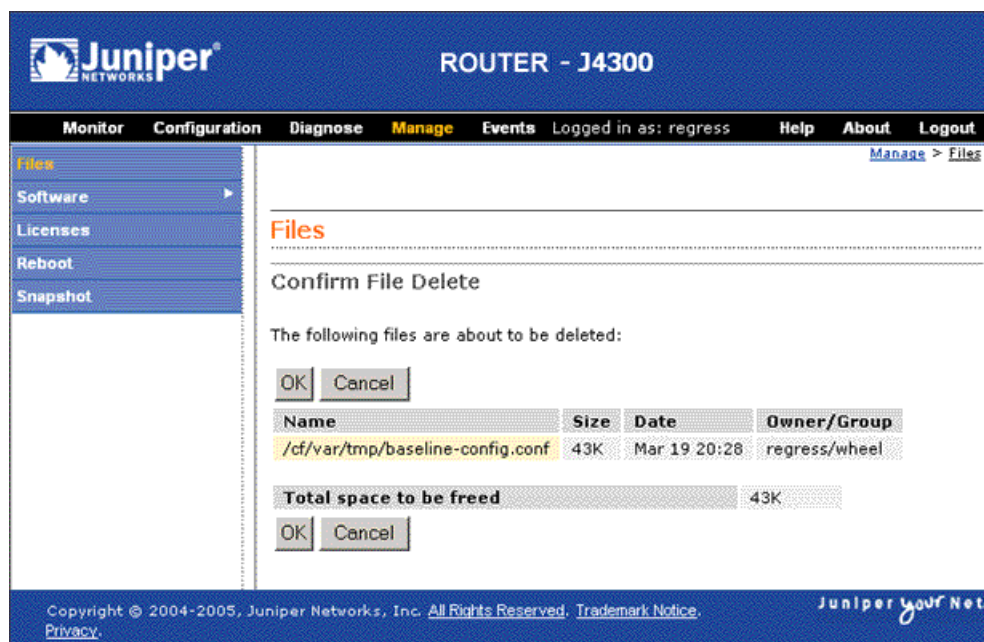 Juniper®
NETWORKS
ROUTER - J4300
Monitor Configuration Diagnose Manage Events Logged in as: regress Help About Logout
Manage > Files
Files
Software
Licenses
Reboot
Snapshot
Files
Confirm File Delete
The following files are about to be deleted:
OK Cancel
Name Size Date Owner/Group
/cf/var/tmp/baseline-config.conf 43K Mar 19 20:28 regress/wheel
Total space to be freed 43K
OK Cancel
Copyright © 2004-2005, Juniper Networks, Inc. All Rights Reserved. Trademark Notice.
Privacy.
Juniper your Net